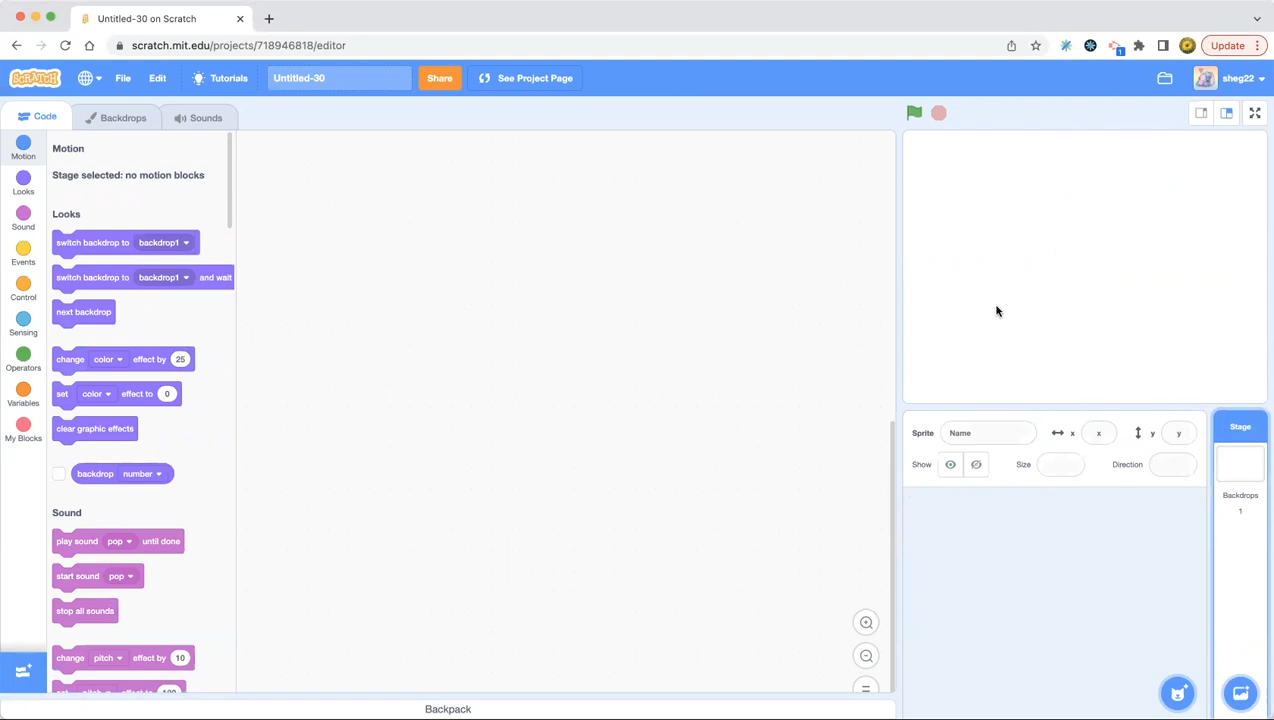 Untitled-30 on Scratch
scratch.mit.edu/projects/718946818/editor
1
Update
SCRATCH
File
Edit
Tutorials
Untitled-30
Share
See Project Page
sheg22
Code
Backdrops
Sounds
Motion
Looks
Sound
Events
Control
Sensing
Operators
Variables
My Blocks
Motion
Stage selected: no motion blocks
Looks
switch backdrop to backdrop1
switch backdrop to backdrop1 and wait
next backdrop
change color effect by 25
set color effect to 0
clear graphic effects
backdrop number
Sound
play sound pop until done
start sound pop
stop all sounds
change pitch effect by 10
Sprite Name x x y y
Show Size Direction
Stage
Backdrops
1
Backpack